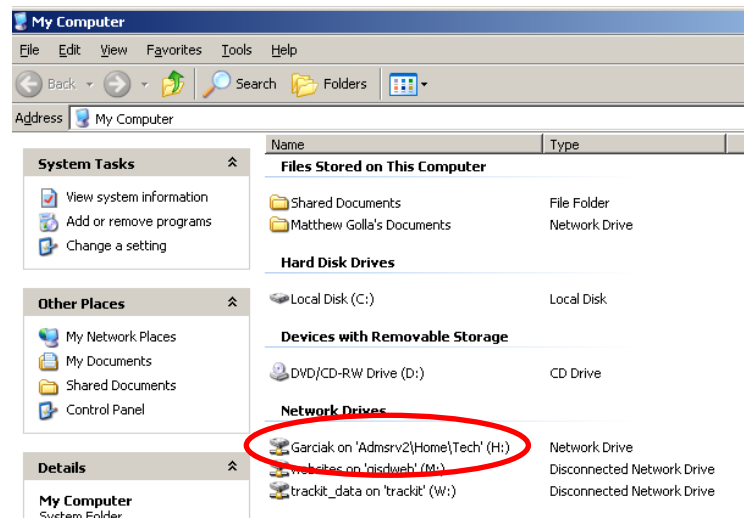 My Computer
File Edit View Favorites Tools Help
Back Search Folders
Address My Computer
Name Type
System Tasks
View system information
Add or remove programs
Change a setting
Other Places
My Network Places
My Documents
Shared Documents
Control Panel
Details
My Computer
System Folder
Files Stored on This Computer
Shared Documents File Folder
Matthew Golla's Documents Network Drive
Hard Disk Drives
Local Disk (C:) Local Disk
Devices with Removable Storage
DVD/CD-RW Drive (D:) CD Drive
Network Drives
Garciak on 'Admsrv2\Home\Tech' (H:) Network Drive
websites on 'gisdweb' (M:) Disconnected Network Drive
trackit_data on 'trackit' (W:) Disconnected Network Drive